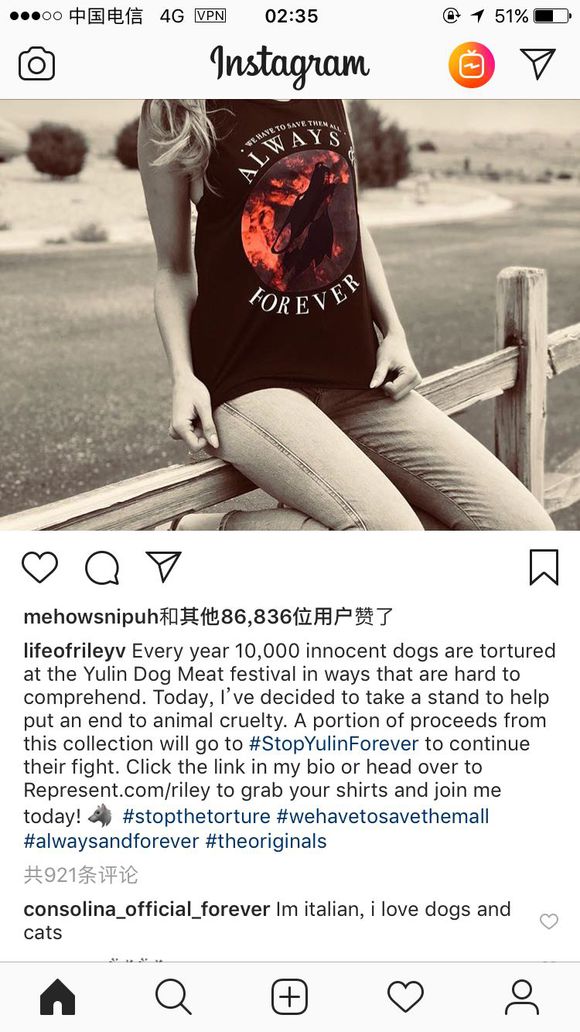 中国电信 4G VPN 02:35 51%
Instagram
· WE HAVE TO SAVE THEM ALL ·
ALWAYS &
FOREVER
mehowsnipuh和其他86,836位用户赞了
lifeofrileyv Every year 10,000 innocent dogs are tortured
at the Yulin Dog Meat festival in ways that are hard to
comprehend. Today, I’ve decided to take a stand to help
put an end to animal cruelty. A portion of proceeds from
this collection will go to #StopYulinForever to continue
their fight. Click the link in my bio or head over to
Represent.com/riley to grab your shirts and join me
today! 🐺 #stopthetorture #wehavetosavethemall
#alwaysandforever #theoriginals
共921条评论
consolina_official_forever Im italian, i love dogs and
cats